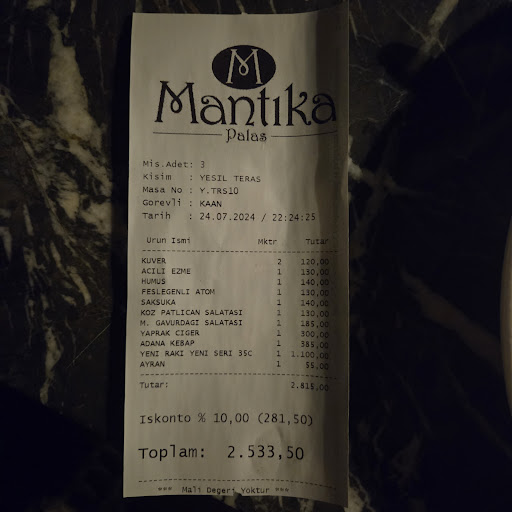 M
Mantıka
Palas
Mis.Adet: 3
Kisim : YESIL TERAS
Masa No : Y.TRS10
Gorevli : KAAN
Tarih : 24.07.2024 / 22:24:25
Urun Ismi Mktr Tutar
KUVER 2 120,00
ACILI EZME 1 130,00
HUMUS 1 140,00
FESLEGENLI ATOM 1 130,00
SAKSUKA 1 140,00
KOZ PATLICAN SALATASI 1 130,00
M. GAVURDAGI SALATASI 1 185,00
YAPRAK CIGER 1 300,00
ADANA KEBAP 1 385,00
YENI RAKI YENI SERI 35C 1 1.100,00
AYRAN 1 55,00
Tutar: 2.815,00
Iskonto % 10,00 (281,50)
Toplam: 2.533,50
*** Mali Degeri Yoktur ***